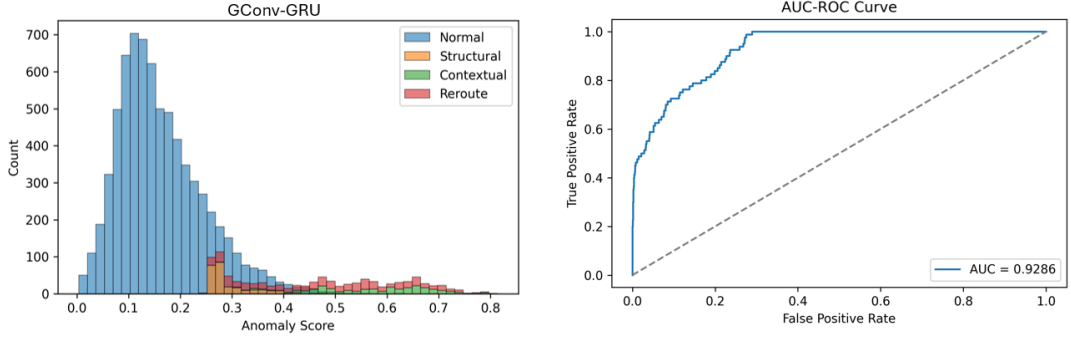 GConv-GRU
700
600
500
400
300
200
100
0
Count
0.0 0.1 0.2 0.3 0.4 0.5 0.6 0.7 0.8
Anomaly Score
Normal
Structural
Contextual
Reroute
AUC-ROC Curve
1.0
0.8
0.6
0.4
0.2
0.0
True Positive Rate
0.0 0.2 0.4 0.6 0.8 1.0
False Positive Rate
AUC = 0.9286